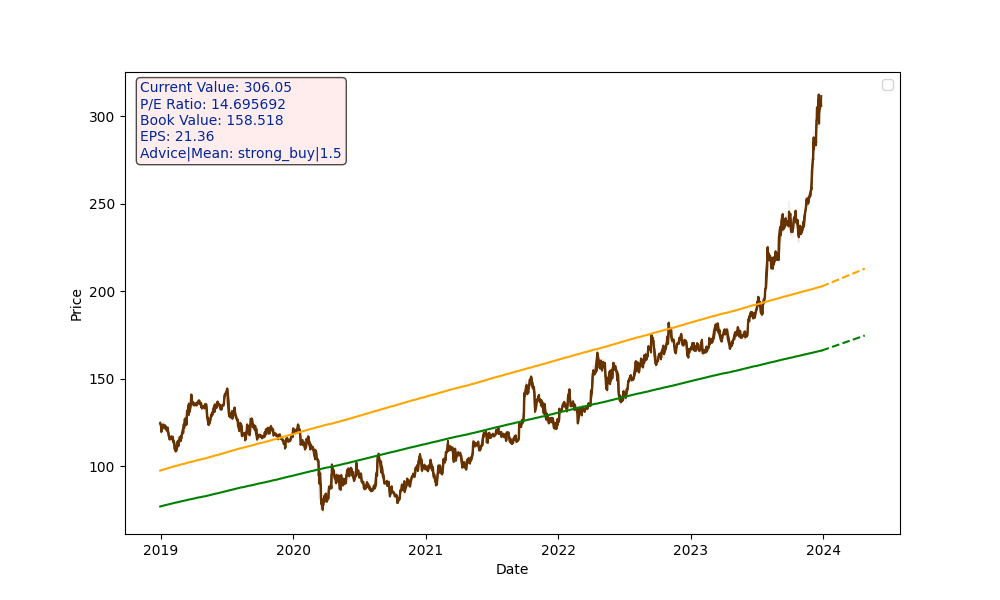 Current Value: 306.05
P/E Ratio: 14.695692
Book Value: 158.518
EPS: 21.36
Advice|Mean: strong_buy|1.5
300
250
200
150
100
Price
2019 2020 2021 2022 2023 2024
Date